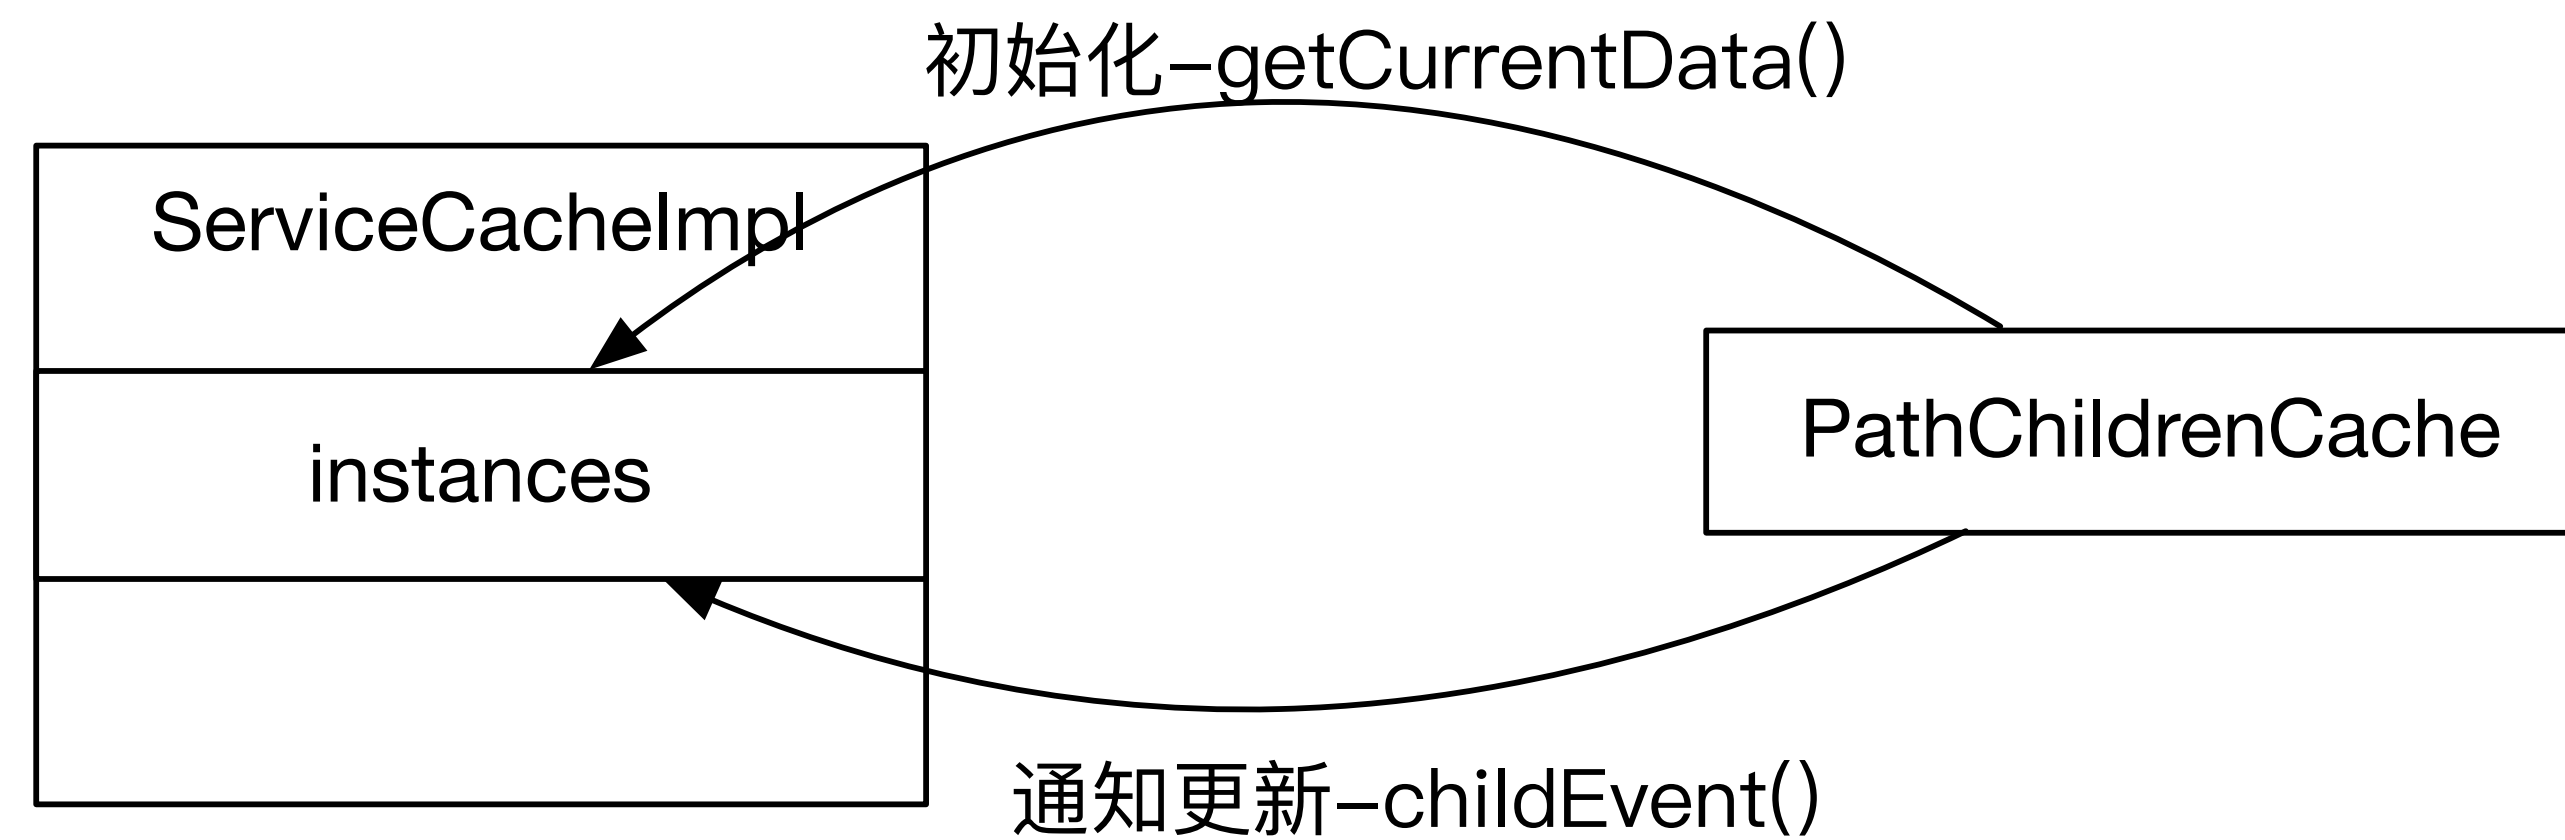 初始化-getCurrentData()
ServiceCacheImpl
instances
PathChildrenCache
通知更新-childEvent()